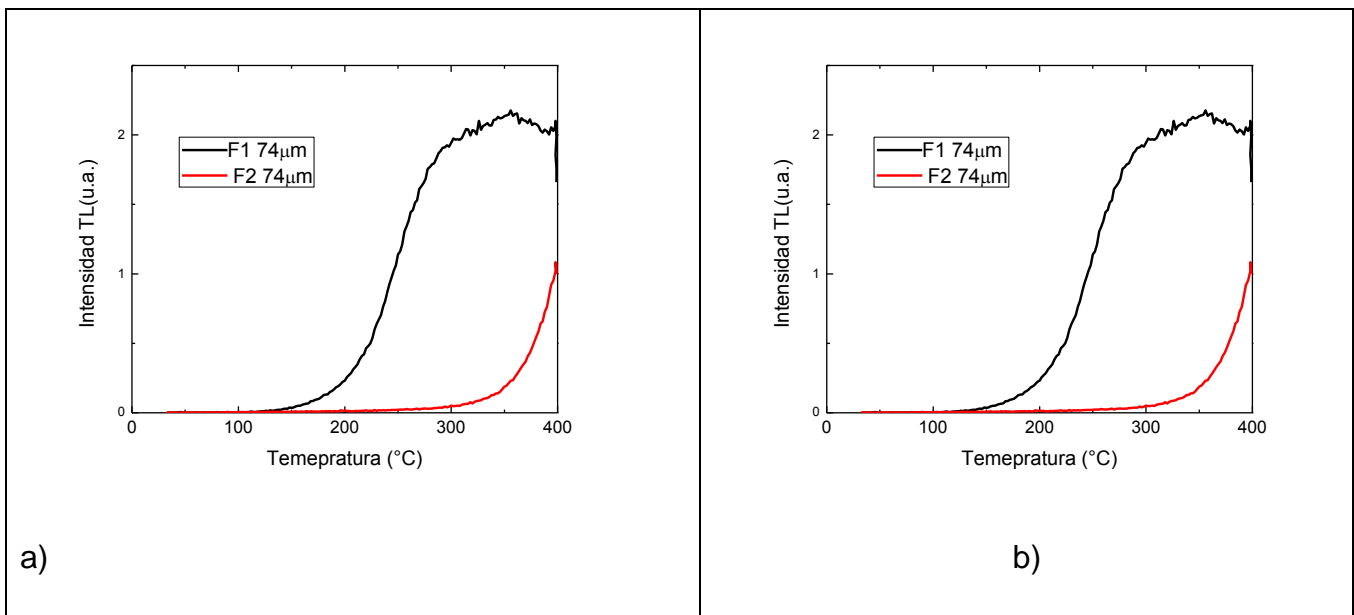 2
1
0
0
100
200
300
400
Intensidad TL(u.a.)
Temepratura (°C)
F1 74μm
F2 74μm
a)
2
1
0
0
100
200
300
400
Intensidad TL(u.a.)
Temepratura (°C)
F1 74μm
F2 74μm
b)